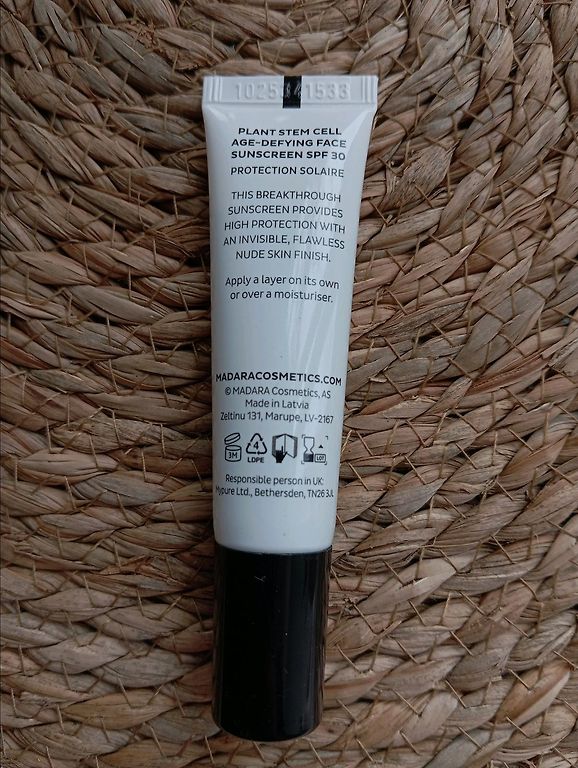 PLANT STEM CELL
AGE-DEFYING FACE
SUNSCREEN SPF 30
PROTECTION SOLAIRE
THIS BREAKTHROUGH
SUNSCREEN PROVIDES
HIGH PROTECTION WITH
AN INVISIBLE, FLAWLESS
NUDE SKIN FINISH.
Apply a layer on its own
or over a moisturiser.
MADARACOSMETICS.COM
© MADARA Cosmetics, AS
Made in Latvia
Zeltinu 131, Marupe, LV-2167
3M
4
LDPE
LOT
Responsible person in UK:
Mypure Ltd., Bethersden, TN26 3JL